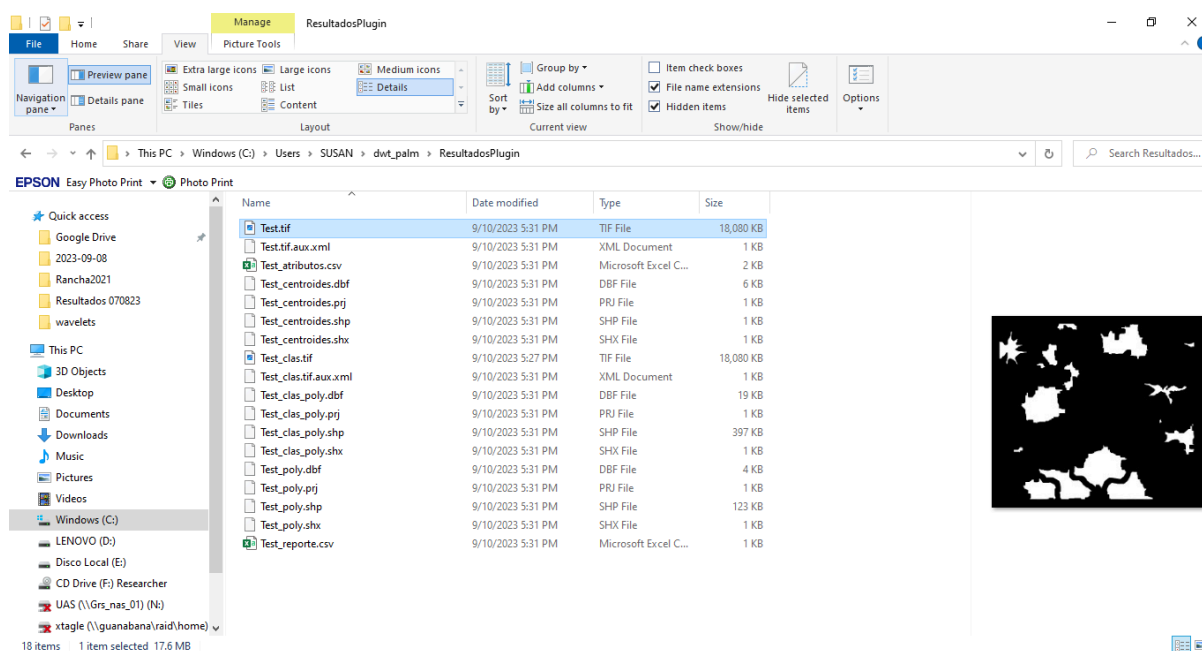 Manage ResultadosPlugin
File Home Share View Picture Tools
Navigation pane
Preview pane
Details pane
Panes
Extra large icons Large icons Medium icons
Small icons List Details
Tiles Content
Layout
Sort by
Group by
Add columns
Size all columns to fit
Current view
Item check boxes
File name extensions
Hidden items
Hide selected items
Show/hide
Options
This PC > Windows (C:) > Users > SUSAN > dwt_palm > ResultadosPlugin
Search Resultados...
EPSON Easy Photo Print Photo Print
Quick access
Google Drive
2023-09-08
Rancha2021
Resultados 070823
wavelets
This PC
3D Objects
Desktop
Documents
Downloads
Music
Pictures
Videos
Windows (C:)
LENOVO (D:)
Disco Local (E:)
CD Drive (F:) Researcher
UAS (\\Grs_nas_01) (N:)
xtagle (\\guanabana\raid\home)
Name Date modified Type Size
Test.tif 9/10/2023 5:31 PM TIF File 18,080 KB
Test.tif.aux.xml 9/10/2023 5:31 PM XML Document 1 KB
Test_atributos.csv 9/10/2023 5:31 PM Microsoft Excel C... 2 KB
Test_centroides.dbf 9/10/2023 5:31 PM DBF File 6 KB
Test_centroides.prj 9/10/2023 5:31 PM PRJ File 1 KB
Test_centroides.shp 9/10/2023 5:31 PM SHP File 1 KB
Test_centroides.shx 9/10/2023 5:31 PM SHX File 1 KB
Test_clas.tif 9/10/2023 5:27 PM TIF File 18,080 KB
Test_clas.tif.aux.xml 9/10/2023 5:31 PM XML Document 1 KB
Test_clas_poly.dbf 9/10/2023 5:31 PM DBF File 19 KB
Test_clas_poly.prj 9/10/2023 5:31 PM PRJ File 1 KB
Test_clas_poly.shp 9/10/2023 5:31 PM SHP File 397 KB
Test_clas_poly.shx 9/10/2023 5:31 PM SHX File 1 KB
Test_poly.dbf 9/10/2023 5:31 PM DBF File 4 KB
Test_poly.prj 9/10/2023 5:31 PM PRJ File 1 KB
Test_poly.shp 9/10/2023 5:31 PM SHP File 123 KB
Test_poly.shx 9/10/2023 5:31 PM SHX File 1 KB
Test_reporte.csv 9/10/2023 5:31 PM Microsoft Excel C... 1 KB
18 items 1 item selected 17.6 MB